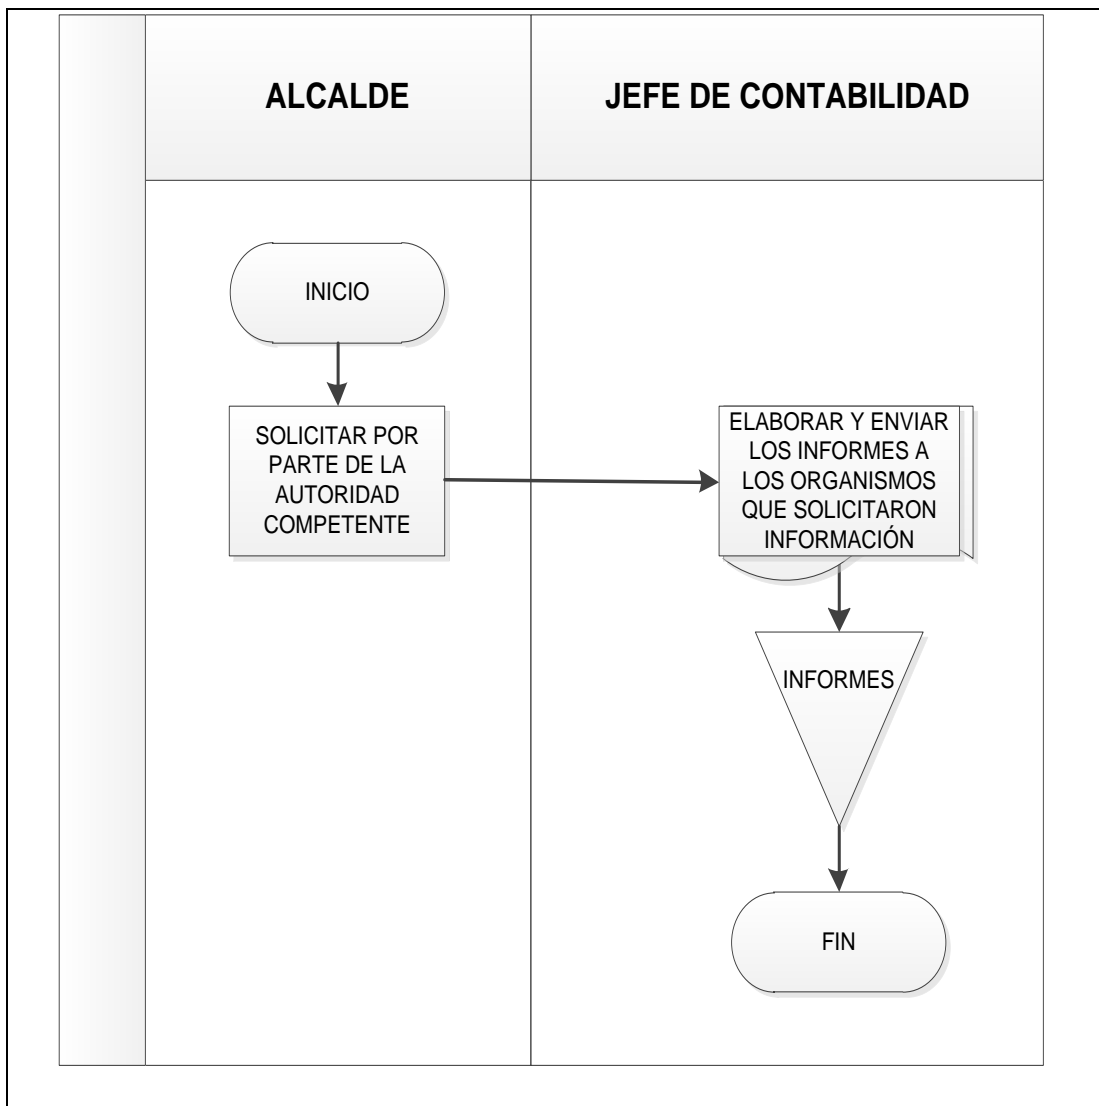 ALCALDE
JEFE DE CONTABILIDAD
INICIO
SOLICITAR POR
PARTE DE LA
AUTORIDAD
COMPETENTE
ELABORAR Y ENVIAR
LOS INFORMES A
LOS ORGANISMOS
QUE SOLICITARON
INFORMACIÓN
INFORMES
FIN